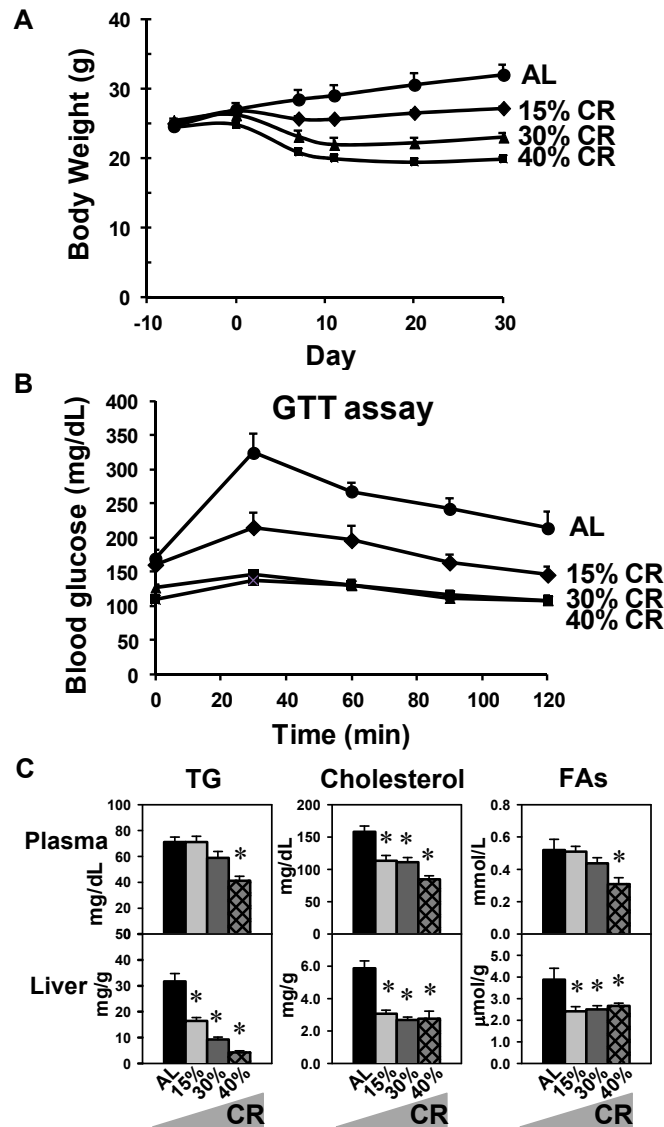 A
Body Weight (g)
40
30
20
10
0
-10 0 10 20 30
Day
AL
15% CR
30% CR
40% CR
B
GTT assay
Blood glucose (mg/dL)
400
350
300
250
200
150
100
50
0
0 20 40 60 80 100 120
Time (min)
AL
15% CR
30% CR
40% CR
C
TG Cholesterol FAs
Plasma
mg/dL
100
80
60
40
20
*
mg/dL
200
150
100
50
0
* * *
mmol/L
0.8
0.6
0.4
0.2
*
Liver
mg/g
50
40
30
20
10
0
* * *
mg/g
6.0
4.0
2.0
0.0
* * *
µmol/g
5.0
4.0
3.0
2.0
1.0
0.0
* * *
AL 15% 30% 40%
CR
AL 15% 30% 40%
CR
AL 15% 30% 40%
CR